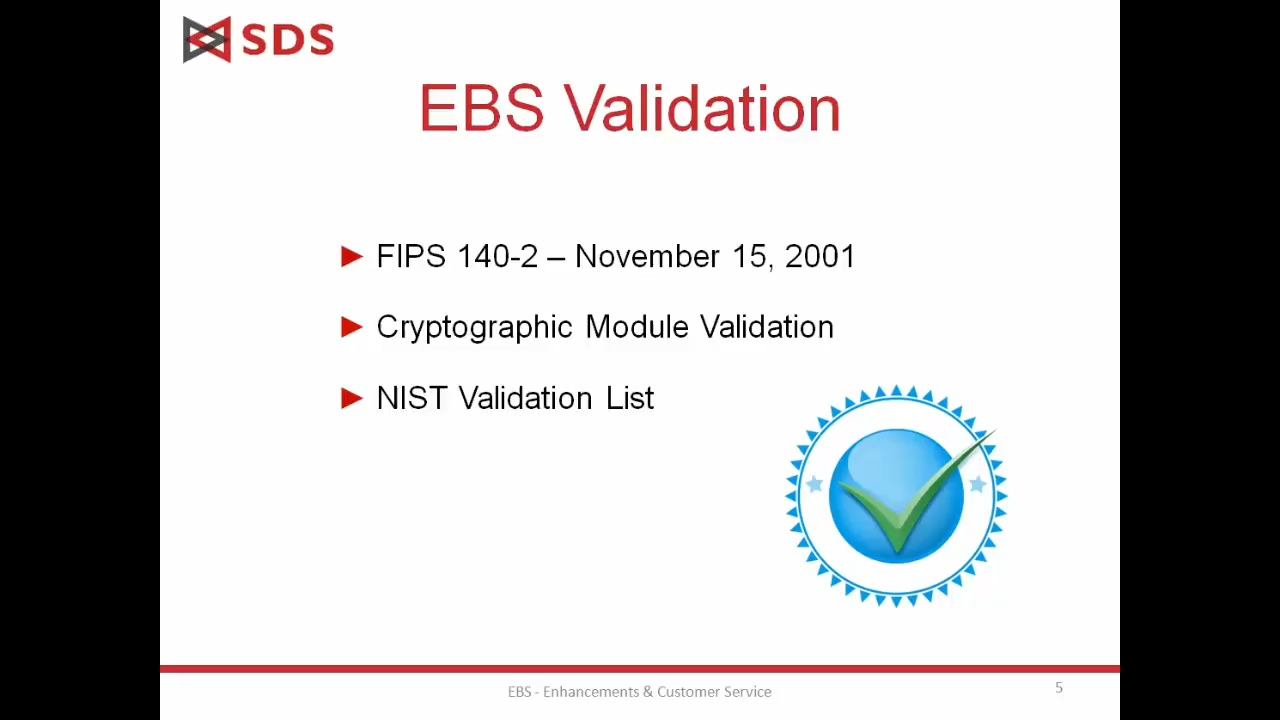 SDS
EBS Validation
► FIPS 140-2 – November 15, 2001
► Cryptographic Module Validation
► NIST Validation List
EBS - Enhancements & Customer Service
5